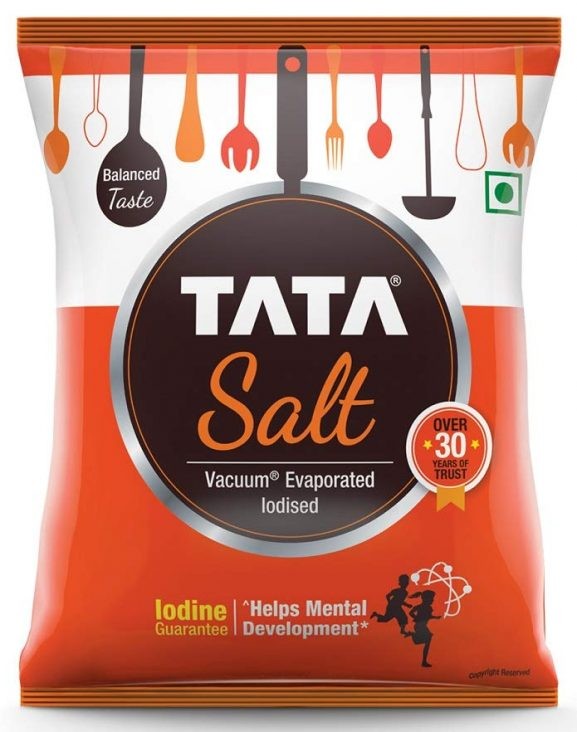 Balanced
Taste
TATA®
Salt
Vacuum® Evaporated
Iodised
OVER
30
YEARS OF
TRUST
Iodine
Guarantee
^Helps Mental
Development*
Copyright Reserved